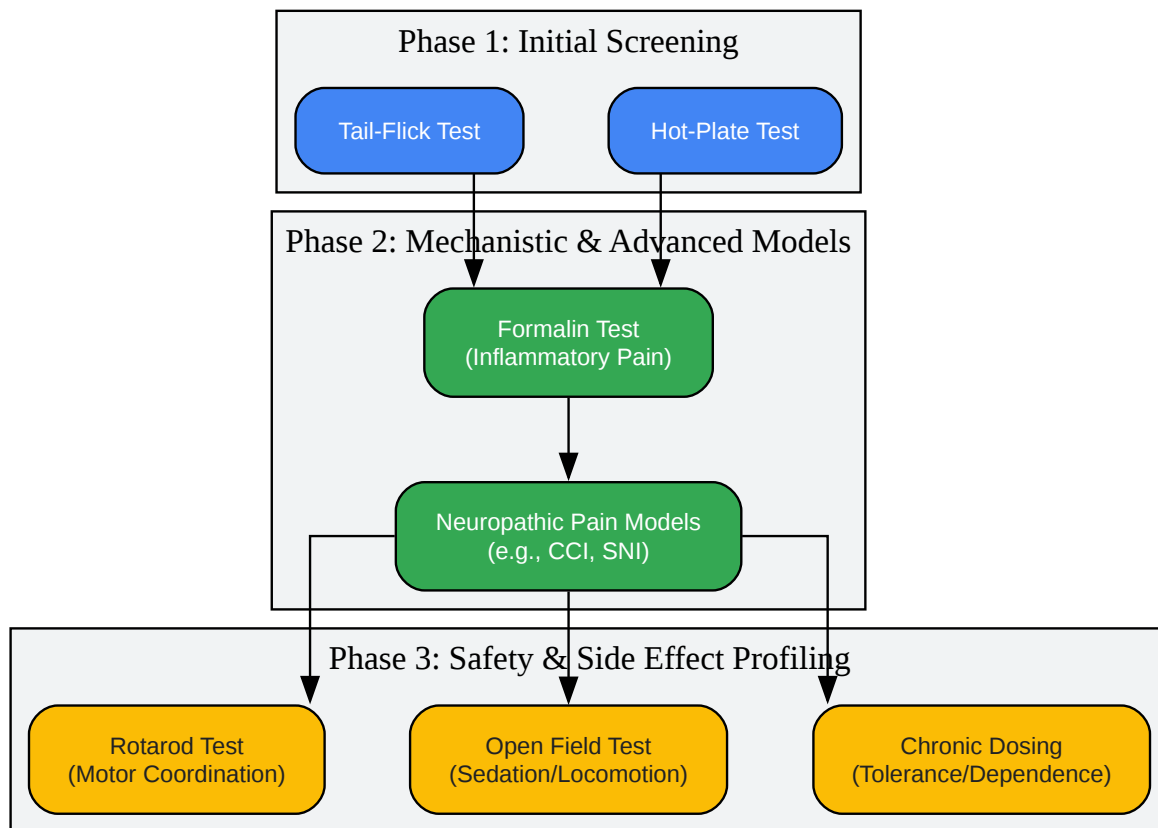 Phase 1: Initial Screening
Tail-Flick Test
Hot-Plate Test
Phase 2: Mechanistic & Advanced Models
Formalin Test
(Inflammatory Pain)
Neuropathic Pain Models
(e.g., CCI, SNI)
Phase 3: Safety & Side Effect Profiling
Rotarod Test
(Motor Coordination)
Open Field Test
(Sedation/Locomotion)
Chronic Dosing
(Tolerance/Dependence)